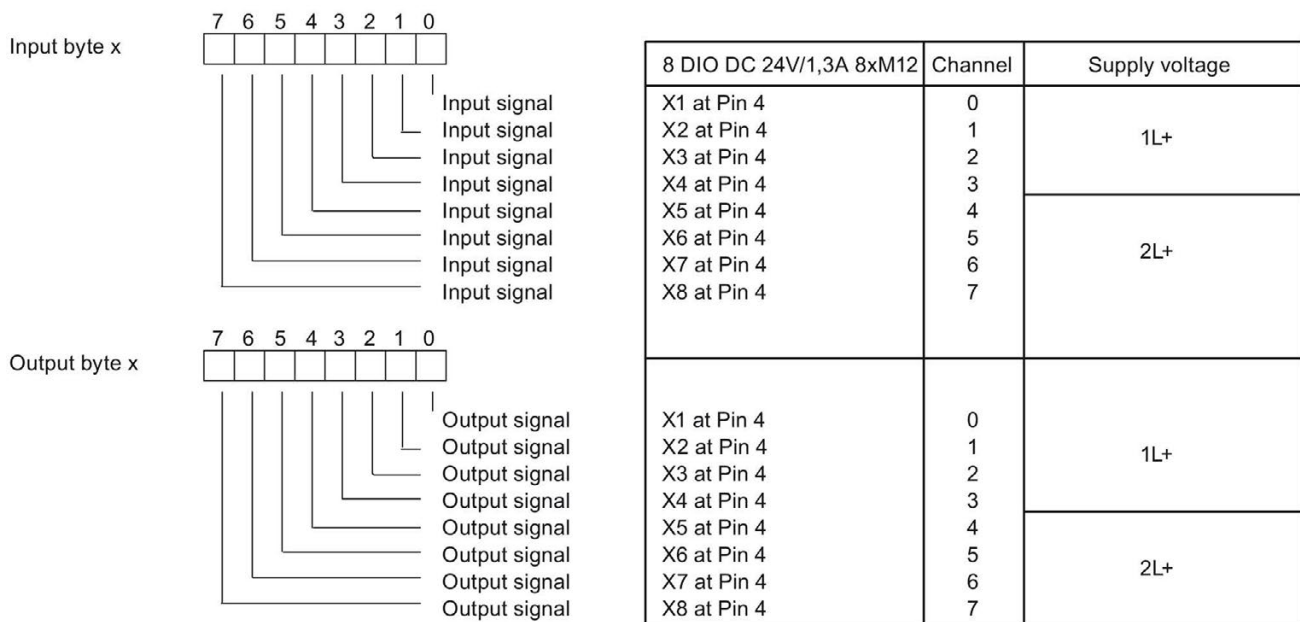 7 6 5 4 3 2 1 0
Input byte x
8 DIO DC 24V/1,3A 8xM12 Channel Supply voltage
Input signal X1 at Pin 4 0
Input signal X2 at Pin 4 1
1L+
Input signal X3 at Pin 4 2
Input signal X4 at Pin 4 3
Input signal X5 at Pin 4 4
Input signal X6 at Pin 4 5
2L+
Input signal X7 at Pin 4 6
Input signal X8 at Pin 4 7
7 6 5 4 3 2 1 0
Output byte x
Output signal X1 at Pin 4 0
Output signal X2 at Pin 4 1
1L+
Output signal X3 at Pin 4 2
Output signal X4 at Pin 4 3
Output signal X5 at Pin 4 4
Output signal X6 at Pin 4 5
2L+
Output signal X7 at Pin 4 6
Output signal X8 at Pin 4 7